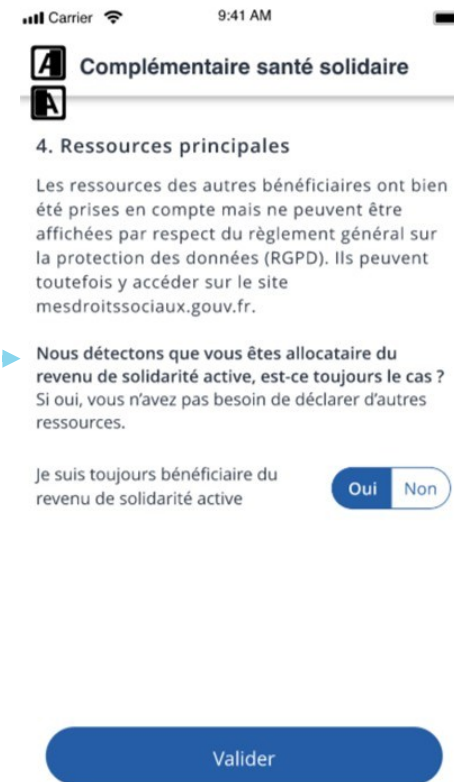 Carrier 9:41 AM
A Complémentaire santé solidaire
A
4. Ressources principales
Les ressources des autres bénéficiaires ont bien
été prises en compte mais ne peuvent être
affichées par respect du règlement général sur
la protection des données (RGPD). Ils peuvent
toutefois y accéder sur le site
mesdroitssociaux.gouv.fr.
Nous détectons que vous êtes allocataire du
revenu de solidarité active, est-ce toujours le cas ?
Si oui, vous n’avez pas besoin de déclarer d’autres
ressources.
Je suis toujours bénéficiaire du
revenu de solidarité active
Oui Non
Valider